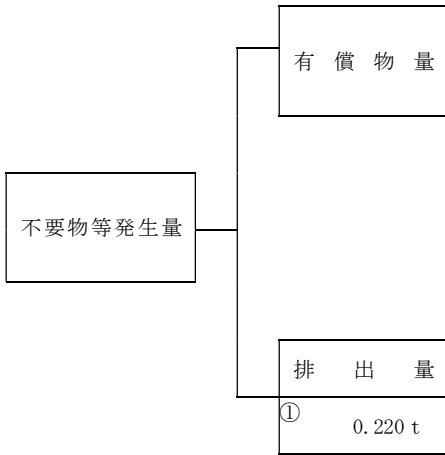 有償物量
不要物等発生量
排出量
①
0.220 t